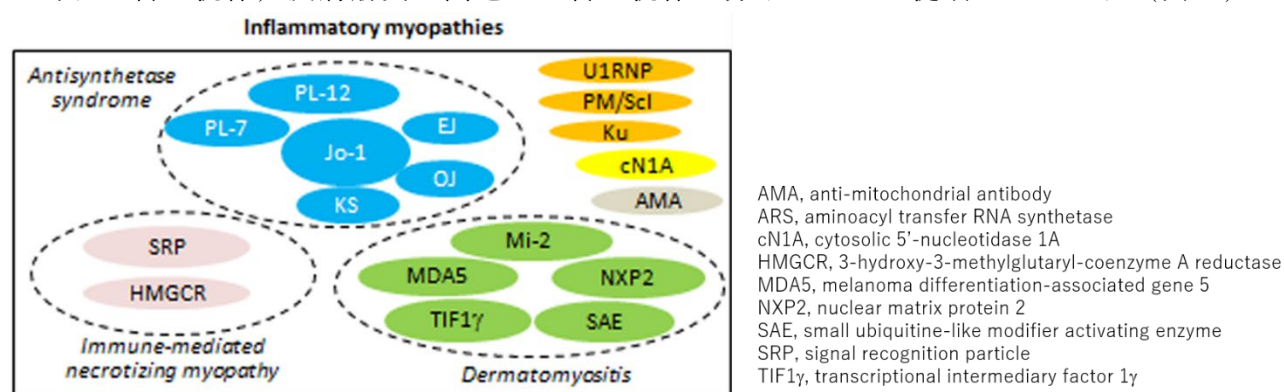 Inflammatory myopathies
Antisynthetase
syndrome
PL-12
PL-7
EJ
Jo-1
OJ
KS
U1RNP
PM/Scl
Ku
cN1A
AMA
SRP
HMGCR
Immune-mediated
necrotizing myopathy
Mi-2
MDA5
NXP2
TIF1γ
SAE
Dermatomyositis
AMA, anti-mitochondrial antibody
ARS, aminoacyl transfer RNA synthetase
cN1A, cytosolic 5'-nucleotidase 1A
HMGCR, 3-hydroxy-3-methylglutaryl-coenzyme A reductase
MDA5, melanoma differentiation-associated gene 5
NXP2, nuclear matrix protein 2
SAE, small ubiquitine-like modifier activating enzyme
SRP, signal recognition particle
TIF1γ, transcriptional intermediary factor 1γ